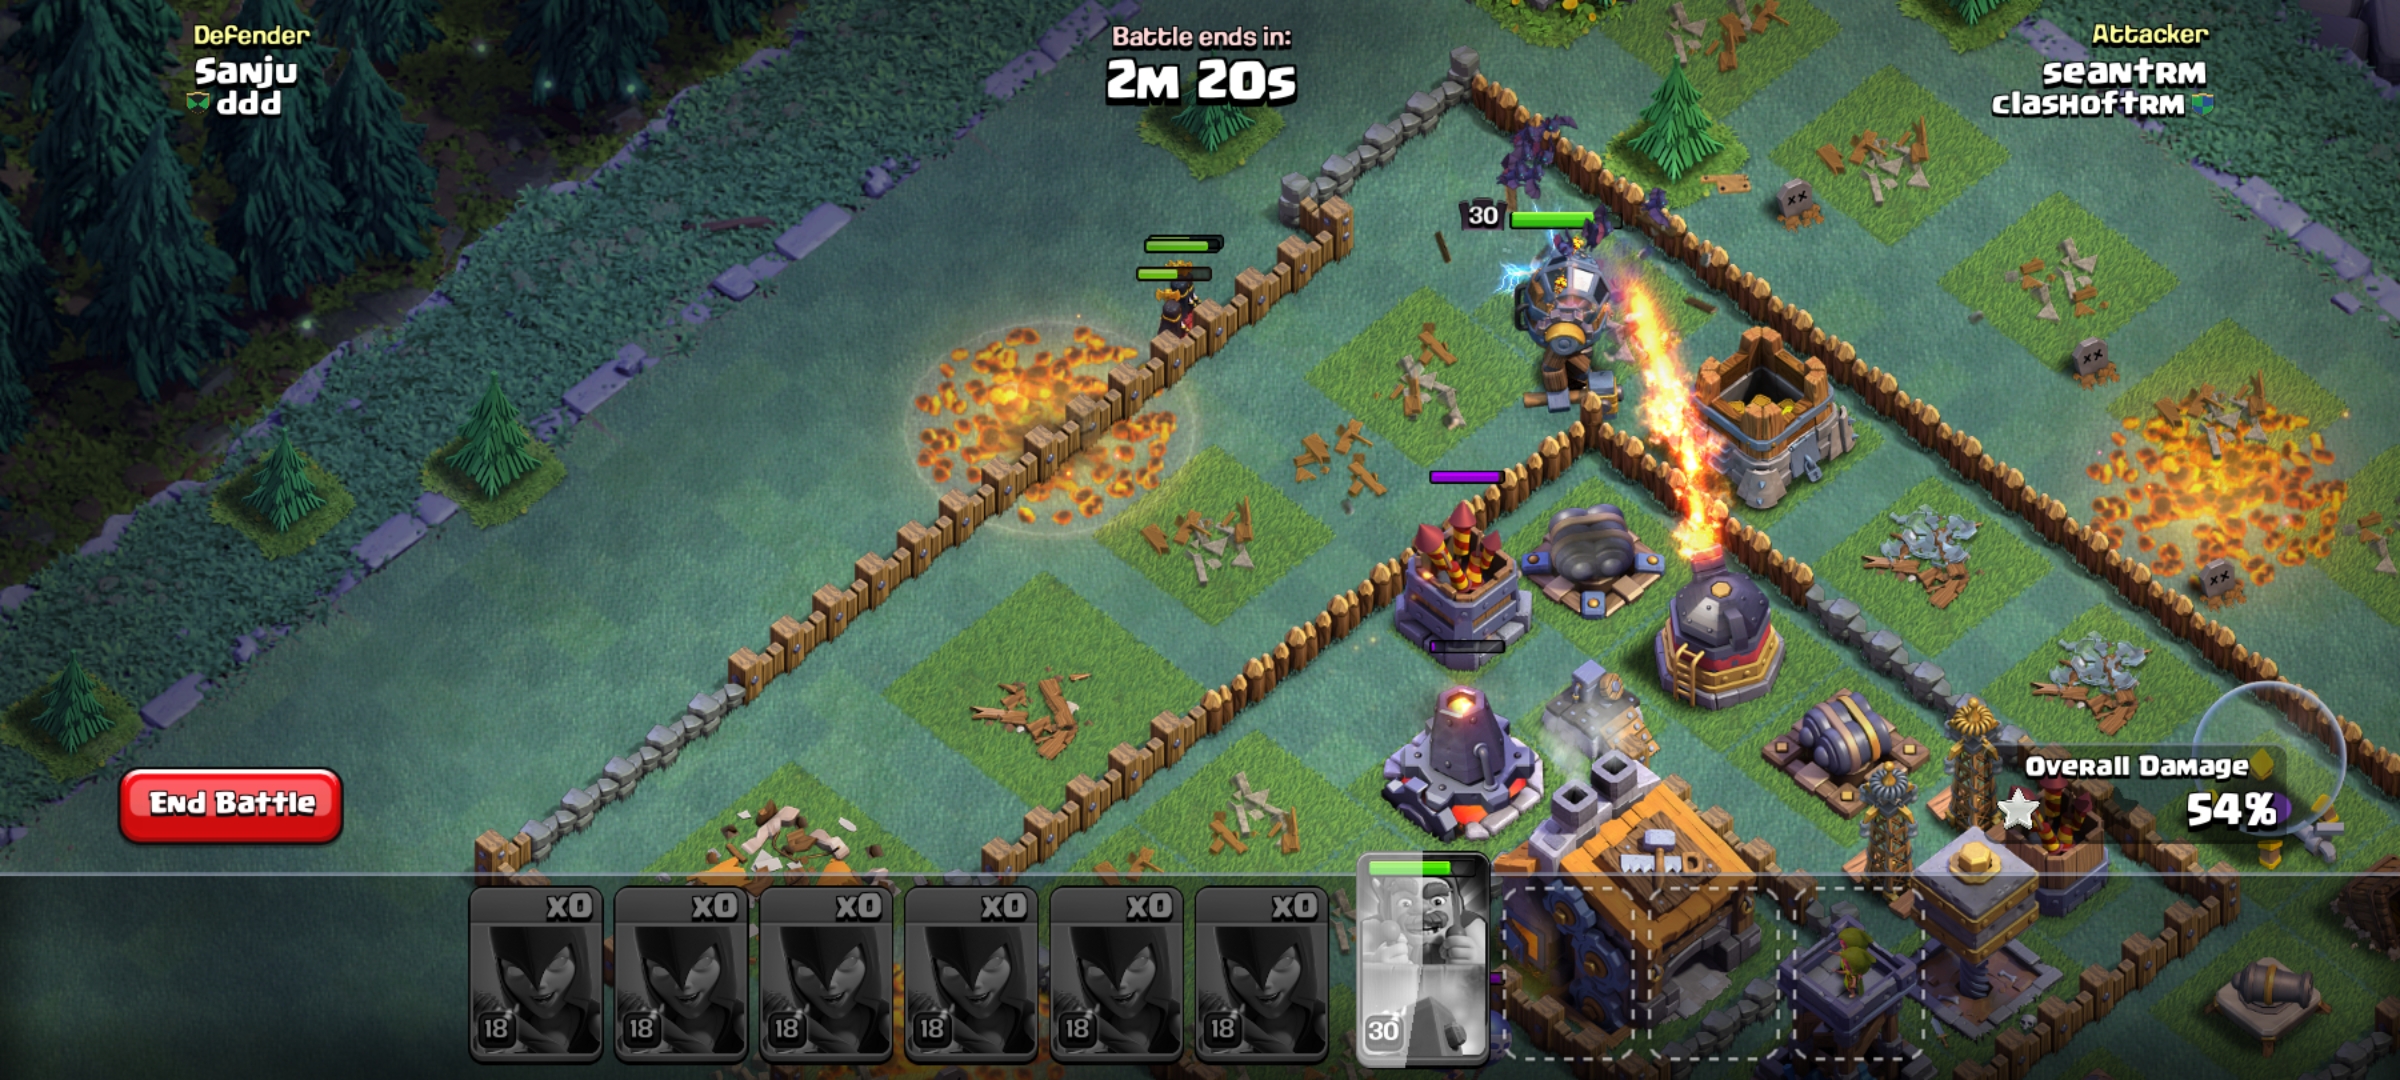 Defender
Sanju
ddd
Battle ends in:
2M 20s
Attacker
seantRM
clashoftRM
30
End Battle
Overall Damage
54%
x0
x0
x0
x0
x0
x0
18
18
18
18
18
18
30